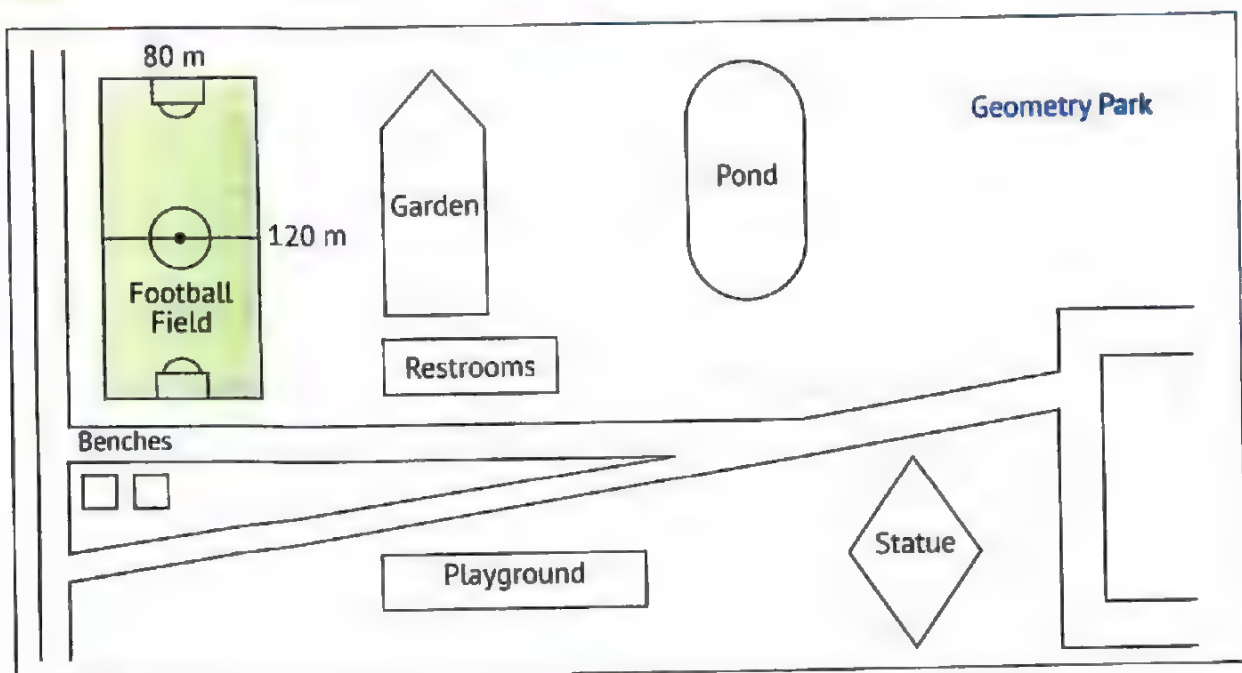 80 m
Geometry Park
Pond
Garden
120 m
Football
Field
Restrooms
Benches
Statue
Playground